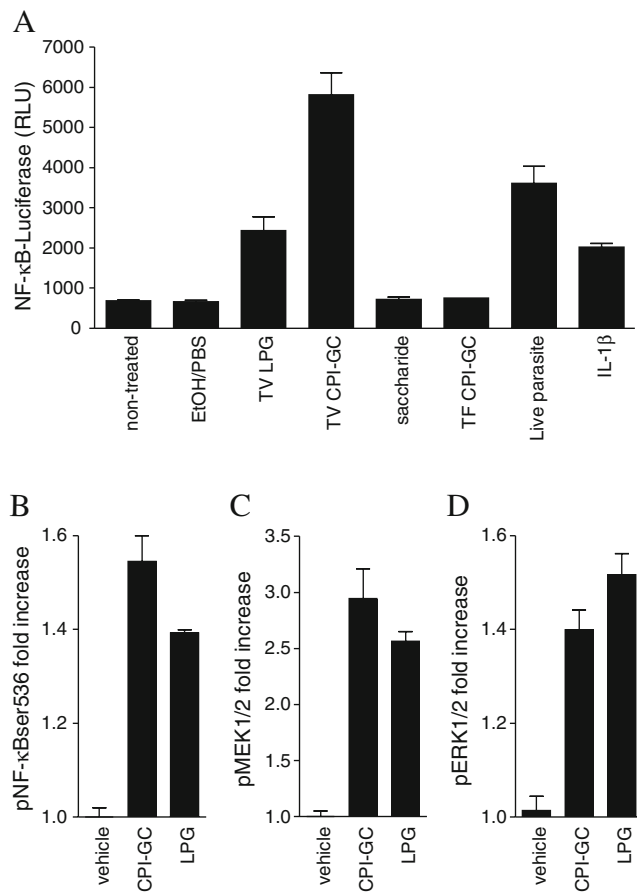 A
NF-κB-Luciferase (RLU)
7000
6000
5000
4000
3000
2000
1000
0
non-treated
EtOH/PBS
TV LPG
TV CPI-GC
saccharide
TF CPI-GC
Live parasite
IL-1β
B
pNF-κBser536 fold increase
1.6
1.4
1.2
1.0
vehicle
CPI-GC
LPG
C
pMEK1/2 fold increase
3.5
3.0
2.5
2.0
1.5
1.0
vehicle
CPI-GC
LPG
D
pERK1/2 fold increase
1.6
1.4
1.2
1.0
vehicle
CPI-GC
LPG